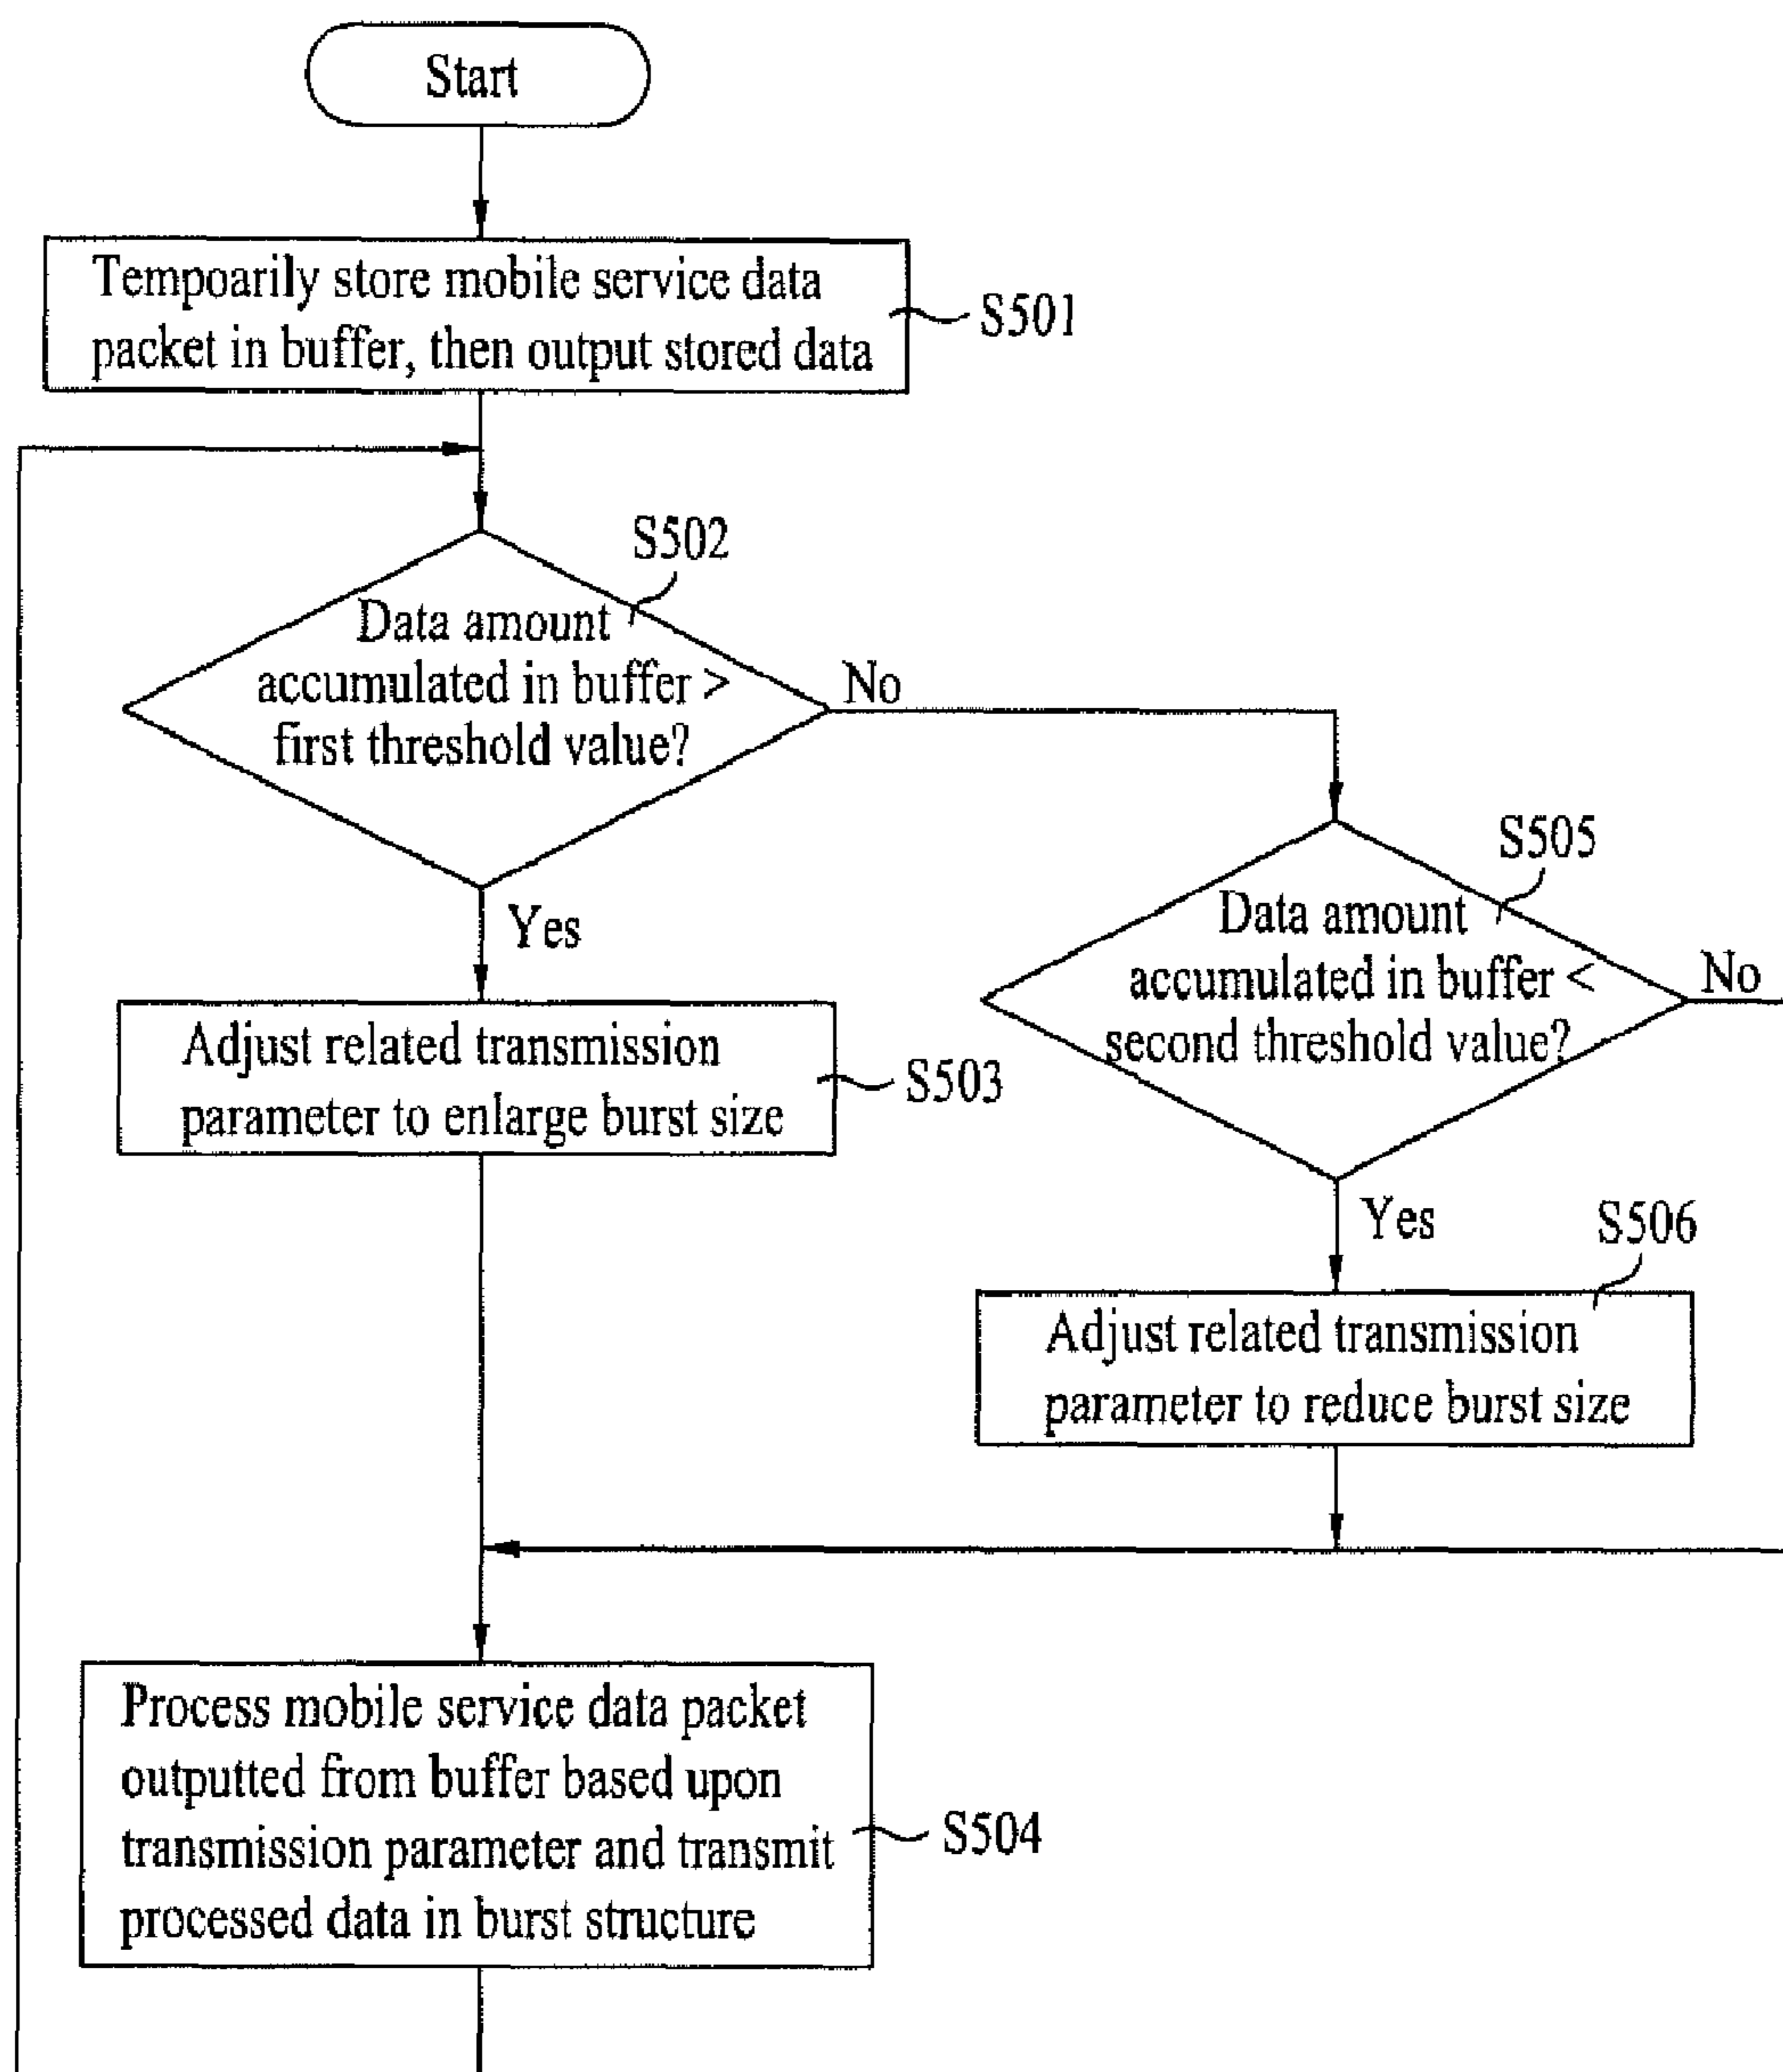 Start
Tempoarily store mobile service data
packet in buffer, then output stored data
S501
S502
Data amount
accumulated in buffer >
first threshold value?
No
Yes
S505
Data amount
accumulated in buffer <
second threshold value?
No
Yes
Adjust related transmission
parameter to enlarge burst size
S503
S506
Adjust related transmission
parameter to reduce burst size
Process mobile service data packet
outputted from buffer based upon
transmission parameter and transmit
processed data in burst structure
S504